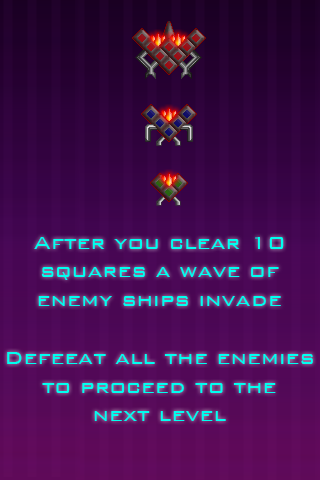 After you clear 10
squares a wave of
enemy ships invade
Defeeat all the enemies
to proceed to the
next level